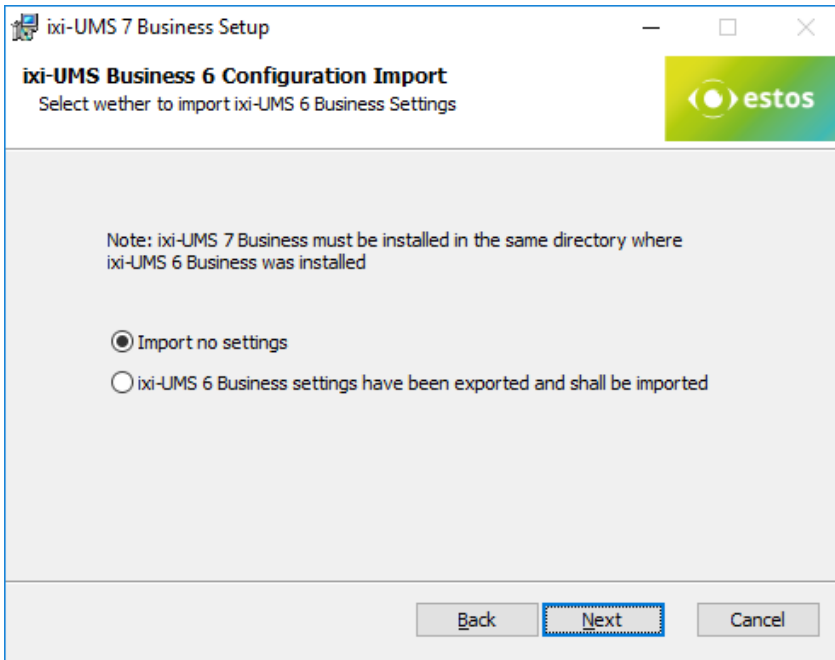 ixi-UMS 7 Business Setup
ixi-UMS Business 6 Configuration Import
Select wether to import ixi-UMS 6 Business Settings
estos
Note: ixi-UMS 7 Business must be installed in the same directory where
ixi-UMS 6 Business was installed
Import no settings
ixi-UMS 6 Business settings have been exported and shall be imported
Back
Next
Cancel